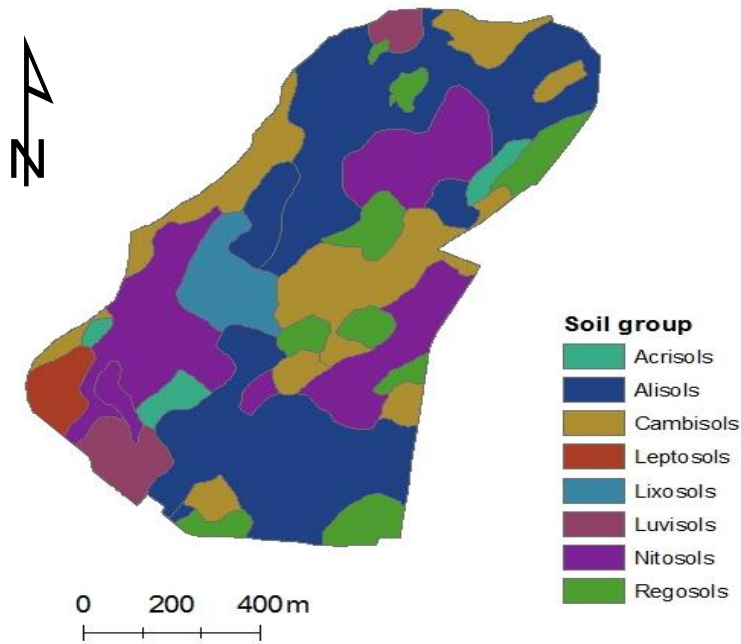 N
Soil group
Acrisols
Alisols
Cambisols
Leptosols
Lixosols
Luvisols
Nitosols
Regosols
0 200 400m